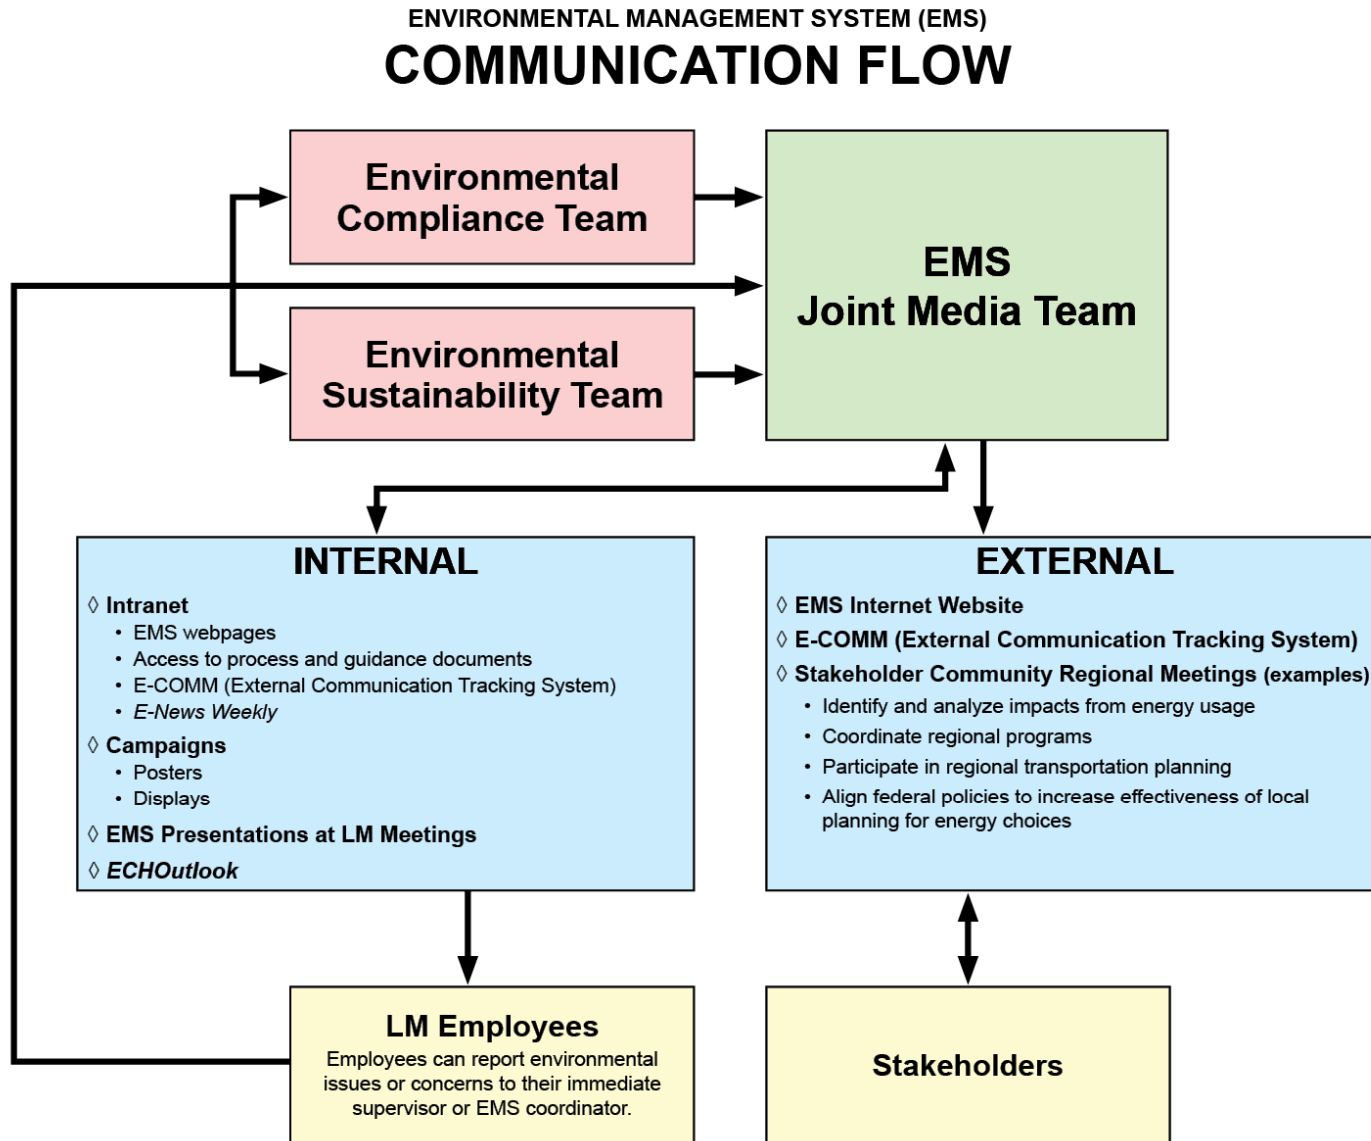 ENVIRONMENTAL MANAGEMENT SYSTEM (EMS)
COMMUNICATION FLOW
Environmental
Compliance Team
EMS
Joint Media Team
Environmental
Sustainability Team
INTERNAL
◊ Intranet
• EMS webpages
• Access to process and guidance documents
• E-COMM (External Communication Tracking System)
• E-News Weekly
◊ Campaigns
• Posters
• Displays
◊ EMS Presentations at LM Meetings
◊ ECHOutlook
EXTERNAL
◊ EMS Internet Website
◊ E-COMM (External Communication Tracking System)
◊ Stakeholder Community Regional Meetings (examples)
• Identify and analyze impacts from energy usage
• Coordinate regional programs
• Participate in regional transportation planning
• Align federal policies to increase effectiveness of local
planning for energy choices
LM Employees
Employees can report environmental
issues or concerns to their immediate
supervisor or EMS coordinator.
Stakeholders